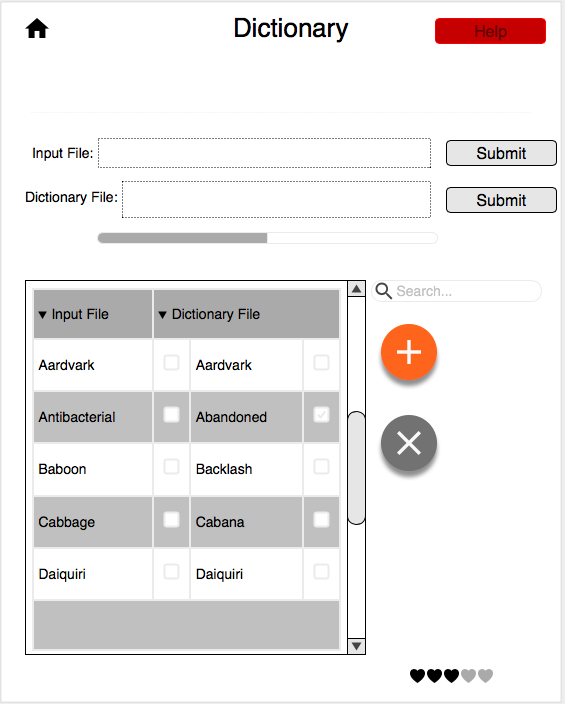 Dictionary
Help
Input File:
Submit
Dictionary File:
Submit
▼ Input File ▼ Dictionary File
Search...
Aardvark Aardvark
Antibacterial Abandoned
Baboon Backlash
Cabbage Cabana
Daiquiri Daiquiri